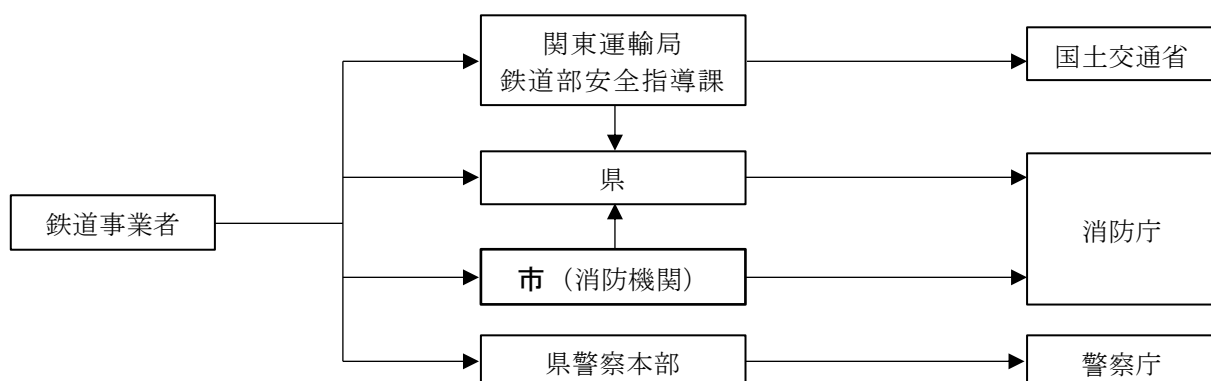 関東運輸局
鉄道部安全指導課
国土交通省
県
鉄道事業者
消防庁
市（消防機関）
県警察本部
警察庁